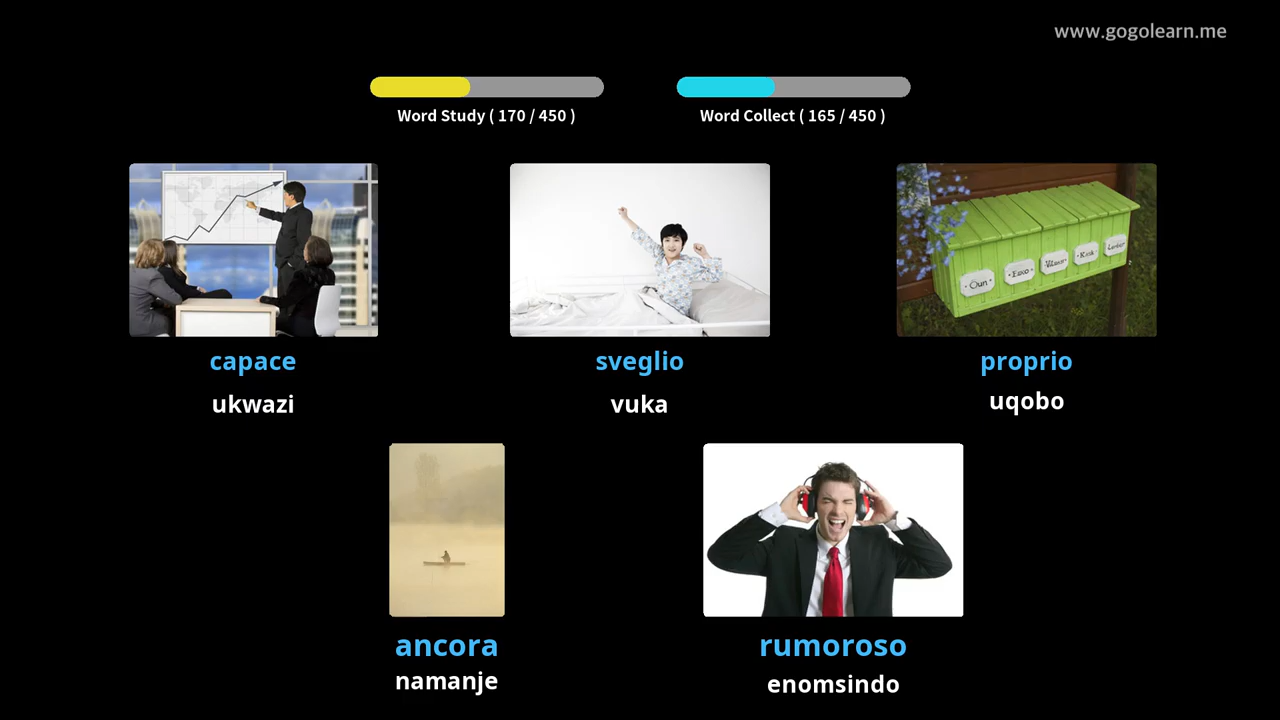 www.gogolearn.me
Word Study ( 170 / 450 )
Word Collect ( 165 / 450 )
capace
ukwazi
sveglio
vuka
proprio
uqobo
ancora
namanje
rumoroso
enomsindo